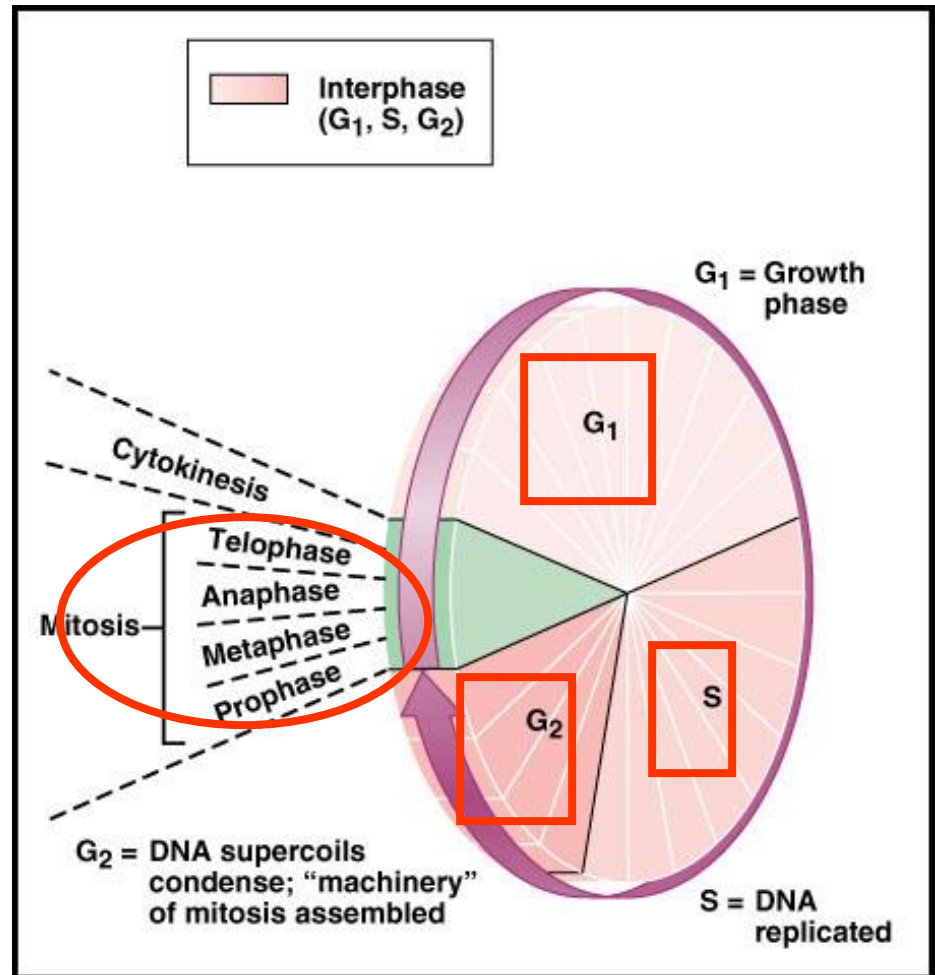 Interphase
(G₁, S, G₂)
G₁ = Growth
phase
G₁
Cytokinesis
Telophase
Anaphase
Mitosis
Metaphase
Prophase
S
G₂
G₂ = DNA supercoils
condense; “machinery”
of mitosis assembled
S = DNA
replicated